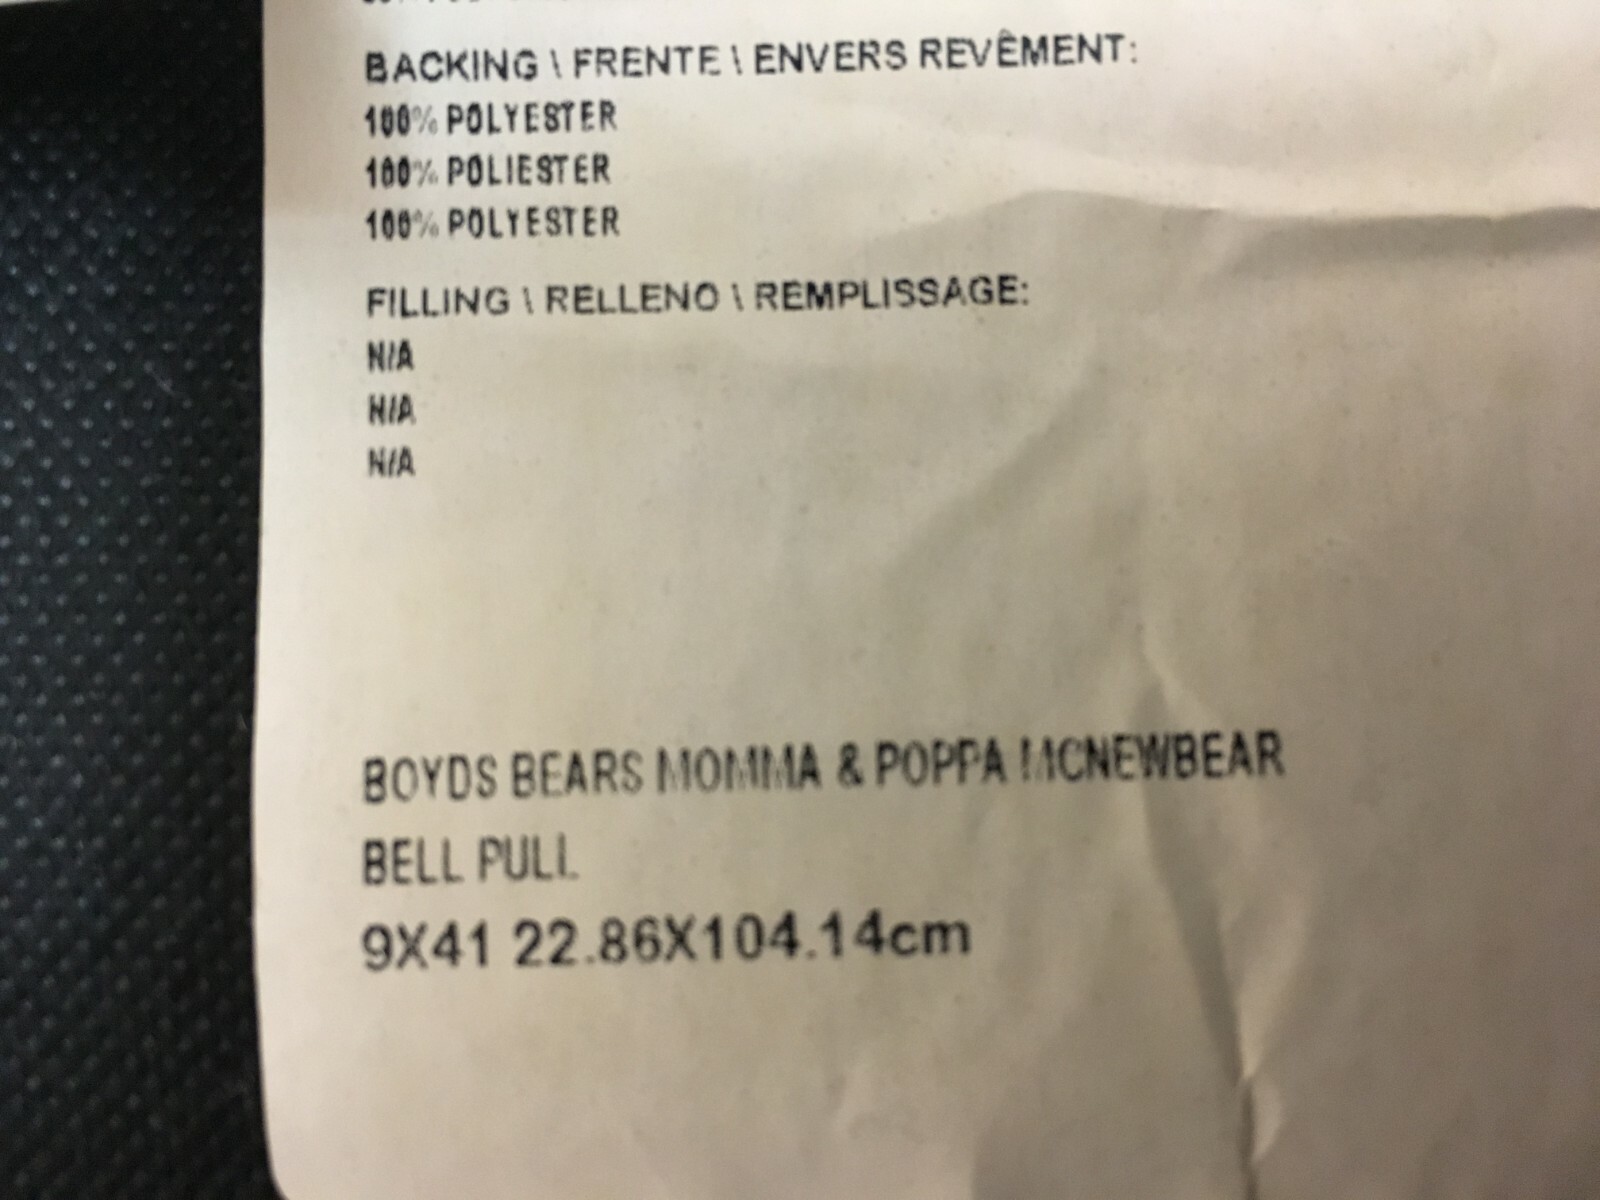 BACKING \ FRENTE \ ENVERS REVÊMENT:
100% POLYESTER
100% POLIESTER
100% POLYESTER
FILLING \ RELLENO \ REMPLISSAGE:
N/A
N/A
N/A
BOYDS BEARS MOMMA & POPPA MCNEWBEAR
BELL PULL
9X41 22.86X104.14cm